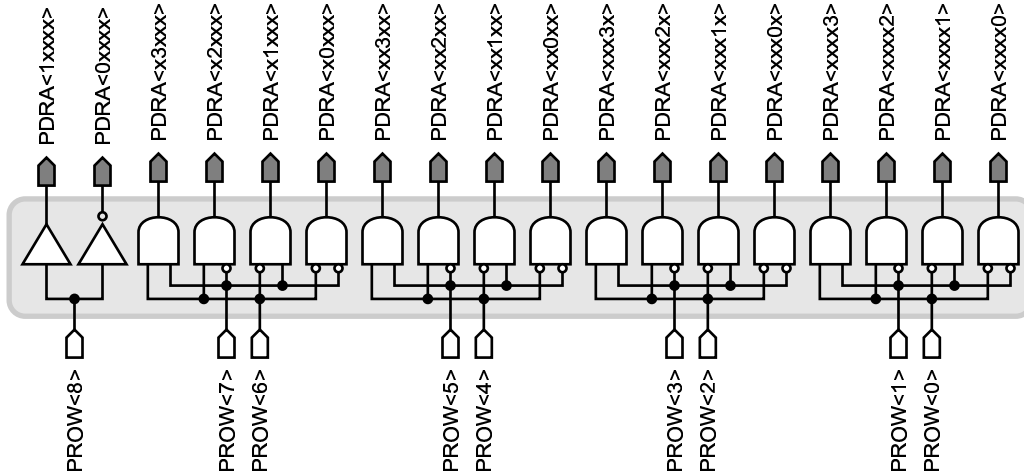 PDRA<1xxxx>
PDRA<0xxxx>
PDRA<x3xxx>
PDRA<x2xxx>
PDRA<x1xxx>
PDRA<x0xxx>
PDRA<xx3xx>
PDRA<xx2xx>
PDRA<xx1xx>
PDRA<xx0xx>
PDRA<xxx3x>
PDRA<xxx2x>
PDRA<xxx1x>
PDRA<xxx0x>
PDRA<xxxx3>
PDRA<xxxx2>
PDRA<xxxx1>
PDRA<xxxx0>
PROW<8>
PROW<7>
PROW<6>
PROW<5>
PROW<4>
PROW<3>
PROW<2>
PROW<1>
PROW<0>